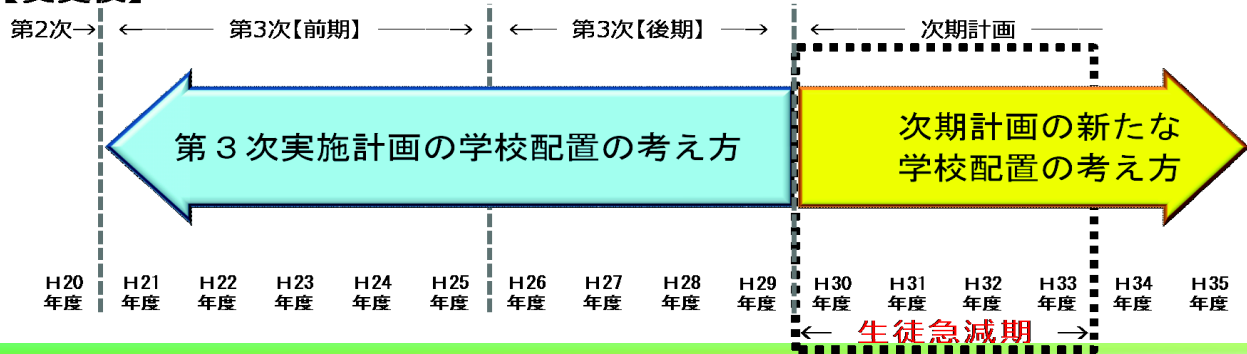 第2次→ ←―― 第3次【前期】 ――→ ←― 第3次【後期】 ―→ ←―― 次期計画 ――
第３次実施計画の学校配置の考え方
次期計画の新たな
学校配置の考え方
H20 H21 H22 H23 H24 H25 H26 H27 H28 H29 H30 H31 H32 H33 H34 H35
年度 年度 年度 年度 年度 年度 年度 年度 年度 年度 年度 年度 年度 年度 年度 年度
←― 生徒急減期 ―→